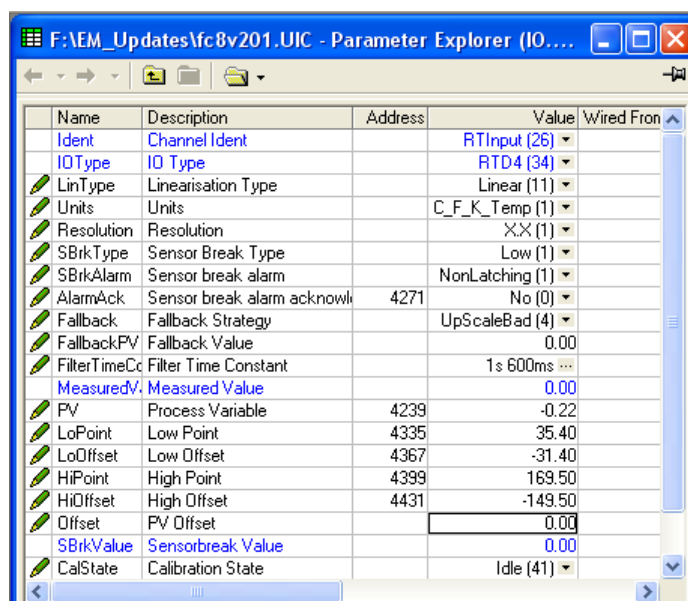 F:\EM_Updates\fc8v201.UIC - Parameter Explorer (IO....
Name Description Address Value Wired Fron
Ident Channel Ident RTInput (26)
IOType IO Type RTD4 (34)
LinType Linearisation Type Linear (11)
Units Units C_F_K_Temp (1)
Resolution Resolution X.X (1)
SBrkType Sensor Break Type Low (1)
SBrkAlarm Sensor break alarm NonLatching (1)
AlarmAck Sensor break alarm acknowl 4271 No (0)
Fallback Fallback Strategy UpScaleBad (4)
FallbackPV Fallback Value 0.00
FilterTimeCo Filter Time Constant 1s 600ms ...
MeasuredV Measured Value 0.00
PV Process Variable 4239 -0.22
LoPoint Low Point 4335 35.40
LoOffset Low Offset 4367 -31.40
HiPoint High Point 4399 169.50
HiOffset High Offset 4431 -149.50
Offset PV Offset 0.00
SBrkValue Sensorbreak Value 0.00
CalState Calibration State Idle (41)